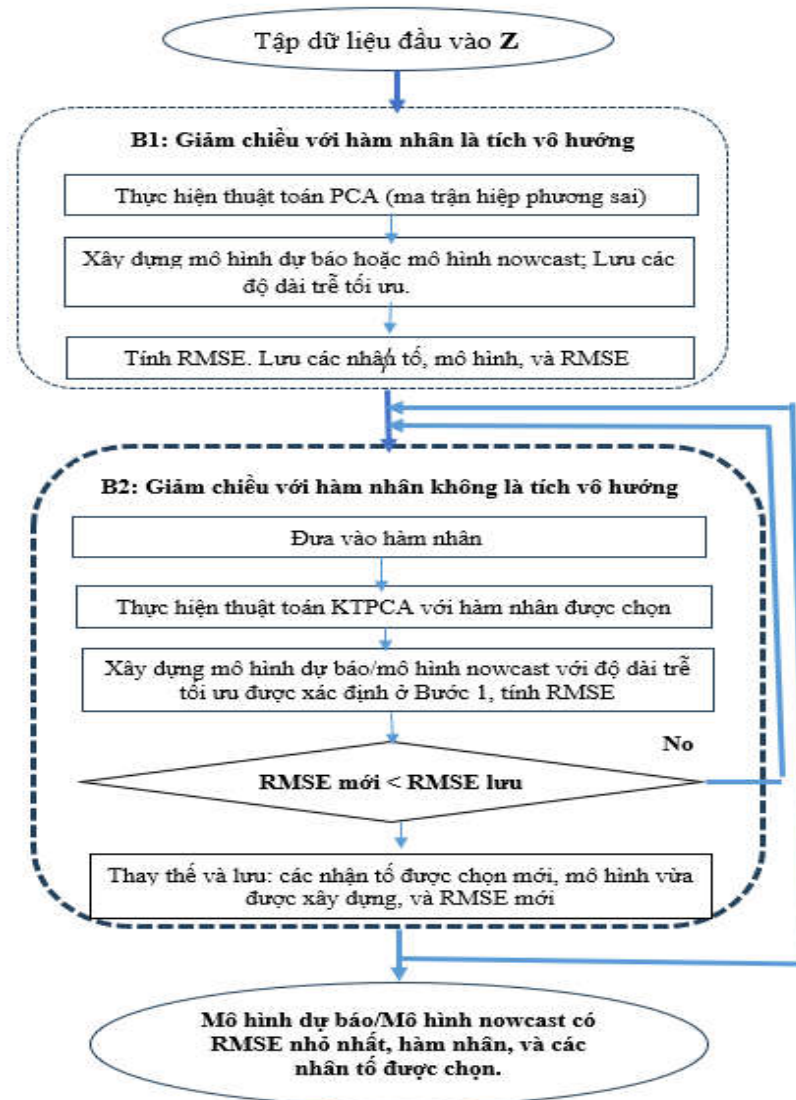 Tập dữ liệu đầu vào Z
B1: Giảm chiều với hàm nhân là tích vô hướng
Thực hiện thuật toán PCA (ma trận hiệp phương sai)
Xây dựng mô hình dự báo hoặc mô hình nowcast; Lưu các
độ dài trễ tối ưu.
Tính RMSE. Lưu các nhân tố, mô hình, và RMSE
B2: Giảm chiều với hàm nhân không là tích vô hướng
Đưa vào hàm nhân
Thực hiện thuật toán KTPCA với hàm nhân được chọn
Xây dựng mô hình dự báo/mô hình nowcast với độ dài trễ
tối ưu được xác định ở Bước 1, tính RMSE
No
RMSE mới < RMSE lưu
Thay thế và lưu: các nhận tố được chọn mới, mô hình vừa
được xây dựng, và RMSE mới
Mô hình dự báo/Mô hình nowcast có
RMSE nhỏ nhất, hàm nhân, và các
nhân tố được chọn.